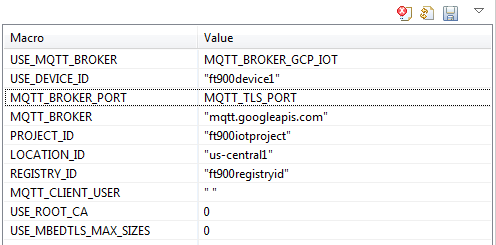 Macro Value
USE_MQTT_BROKER MQTT_BROKER_GCP_IOT
USE_DEVICE_ID "ft900device1"
MQTT_BROKER_PORT MQTT_TLS_PORT
MQTT_BROKER "mqtt.googleapis.com"
PROJECT_ID "ft900iotproject"
LOCATION_ID "us-central1"
REGISTRY_ID "ft900registryid"
MQTT_CLIENT_USER " "
USE_ROOT_CA 0
USE_MBEDTLS_MAX_SIZES 0